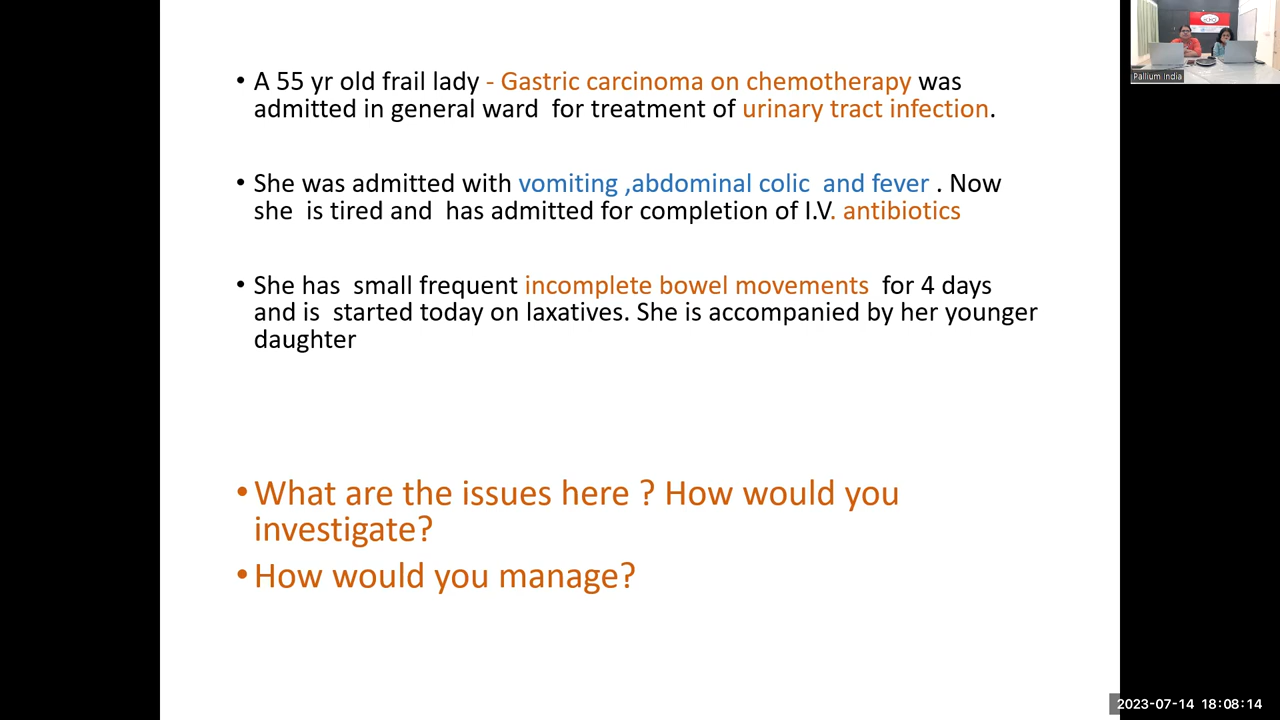 • A 55 yr old frail lady - Gastric carcinoma on chemotherapy was
admitted in general ward  for treatment of urinary tract infection.
• She was admitted with vomiting ,abdominal colic  and fever . Now
she  is tired and  has admitted for completion of I.V. antibiotics
• She has  small frequent incomplete bowel movements  for 4 days
and is  started today on laxatives. She is accompanied by her younger
daughter
• What are the issues here ? How would you
investigate?
• How would you manage?
Pallium India
2023-07-14 18:08:14